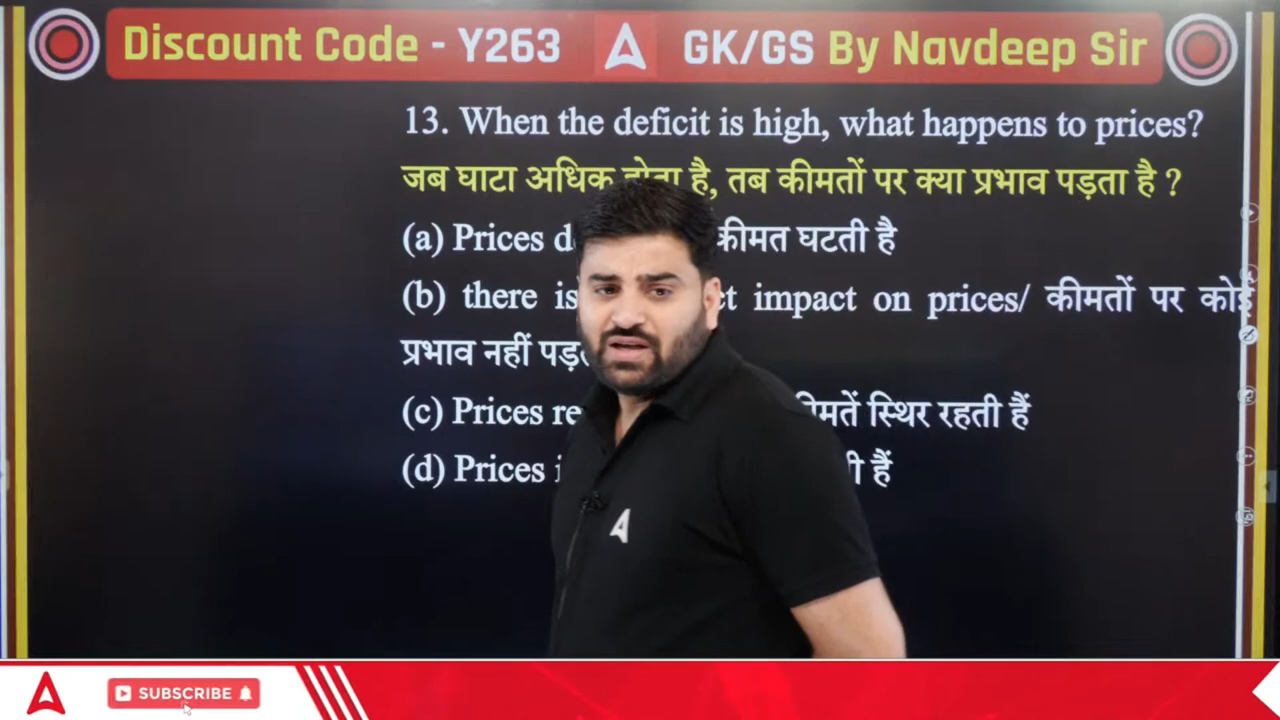 Discount Code - Y263 GK/GS By Navdeep Sir
13. When the deficit is high, what happens to prices?
जब घाटा अधिक होता है, तब कीमतों पर क्या प्रभाव पड़ता है ?
(a) Prices कीमत घटती है
(b) there is impact on prices/ कीमतों पर कोई
प्रभाव नहीं
(c) Prices स्थिर रहती हैं
(d) Prices हैं
SUBSCRIBE